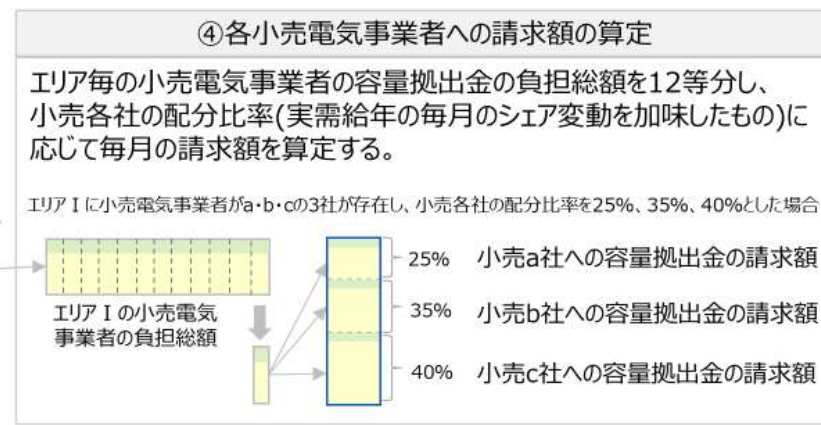 ④各小売電気事業者への請求額の算定
エリア毎の小売電気事業者の容量拠出金の負担総額を12等分し、
小売各社の配分比率(実需給年の毎月のシェア変動を加味したもの)に
応じて毎月の請求額を算定する。
エリアⅠに小売電気事業者がa・b・cの3社が存在し、小売各社の配分比率を25%、35%、40%とした場合
25% 小売a社への容量拠出金の請求額
エリアⅠの小売電気
事業者の負担総額
35% 小売b社への容量拠出金の請求額
40% 小売c社への容量拠出金の請求額